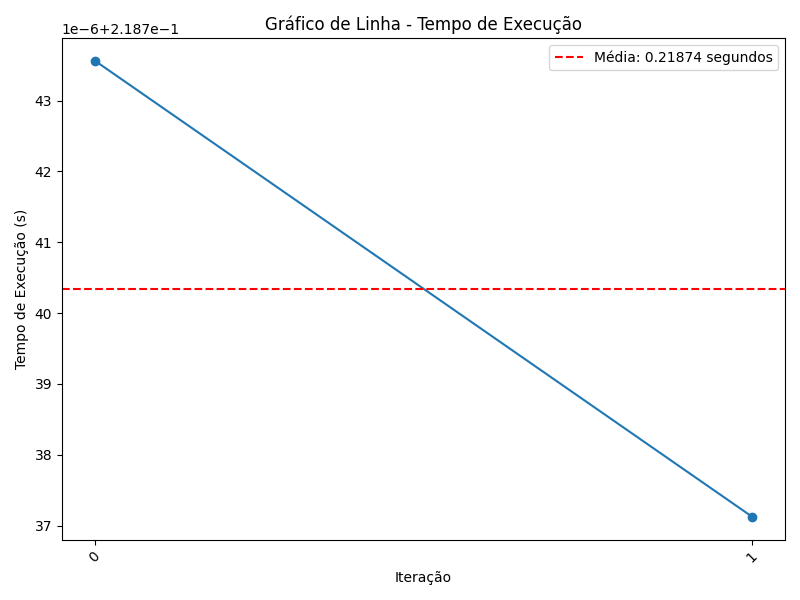 Gráfico de Linha - Tempo de Execução
1e−6+2.187e−1
Média: 0.21874 segundos
43
42
41
40
39
38
37
Tempo de Execução (s)
0
1
Iteração